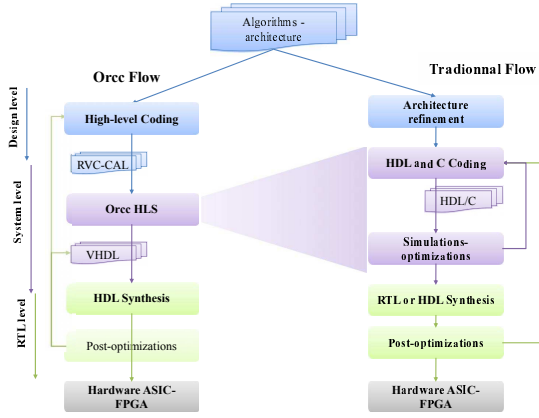 Algorithms -
architecture
Orcc Flow
Tradionnal Flow
Design level
System level
RTL level
High-level Coding
RVC-CAL
Orcc HLS
VHDL
HDL Synthesis
Post-optimizations
Hardware ASIC-
FPGA
Architecture
refinement
HDL and C Coding
HDL/C
Simulations-
optimizations
RTL or HDL Synthesis
Post-optimizations
Hardware ASIC-
FPGA